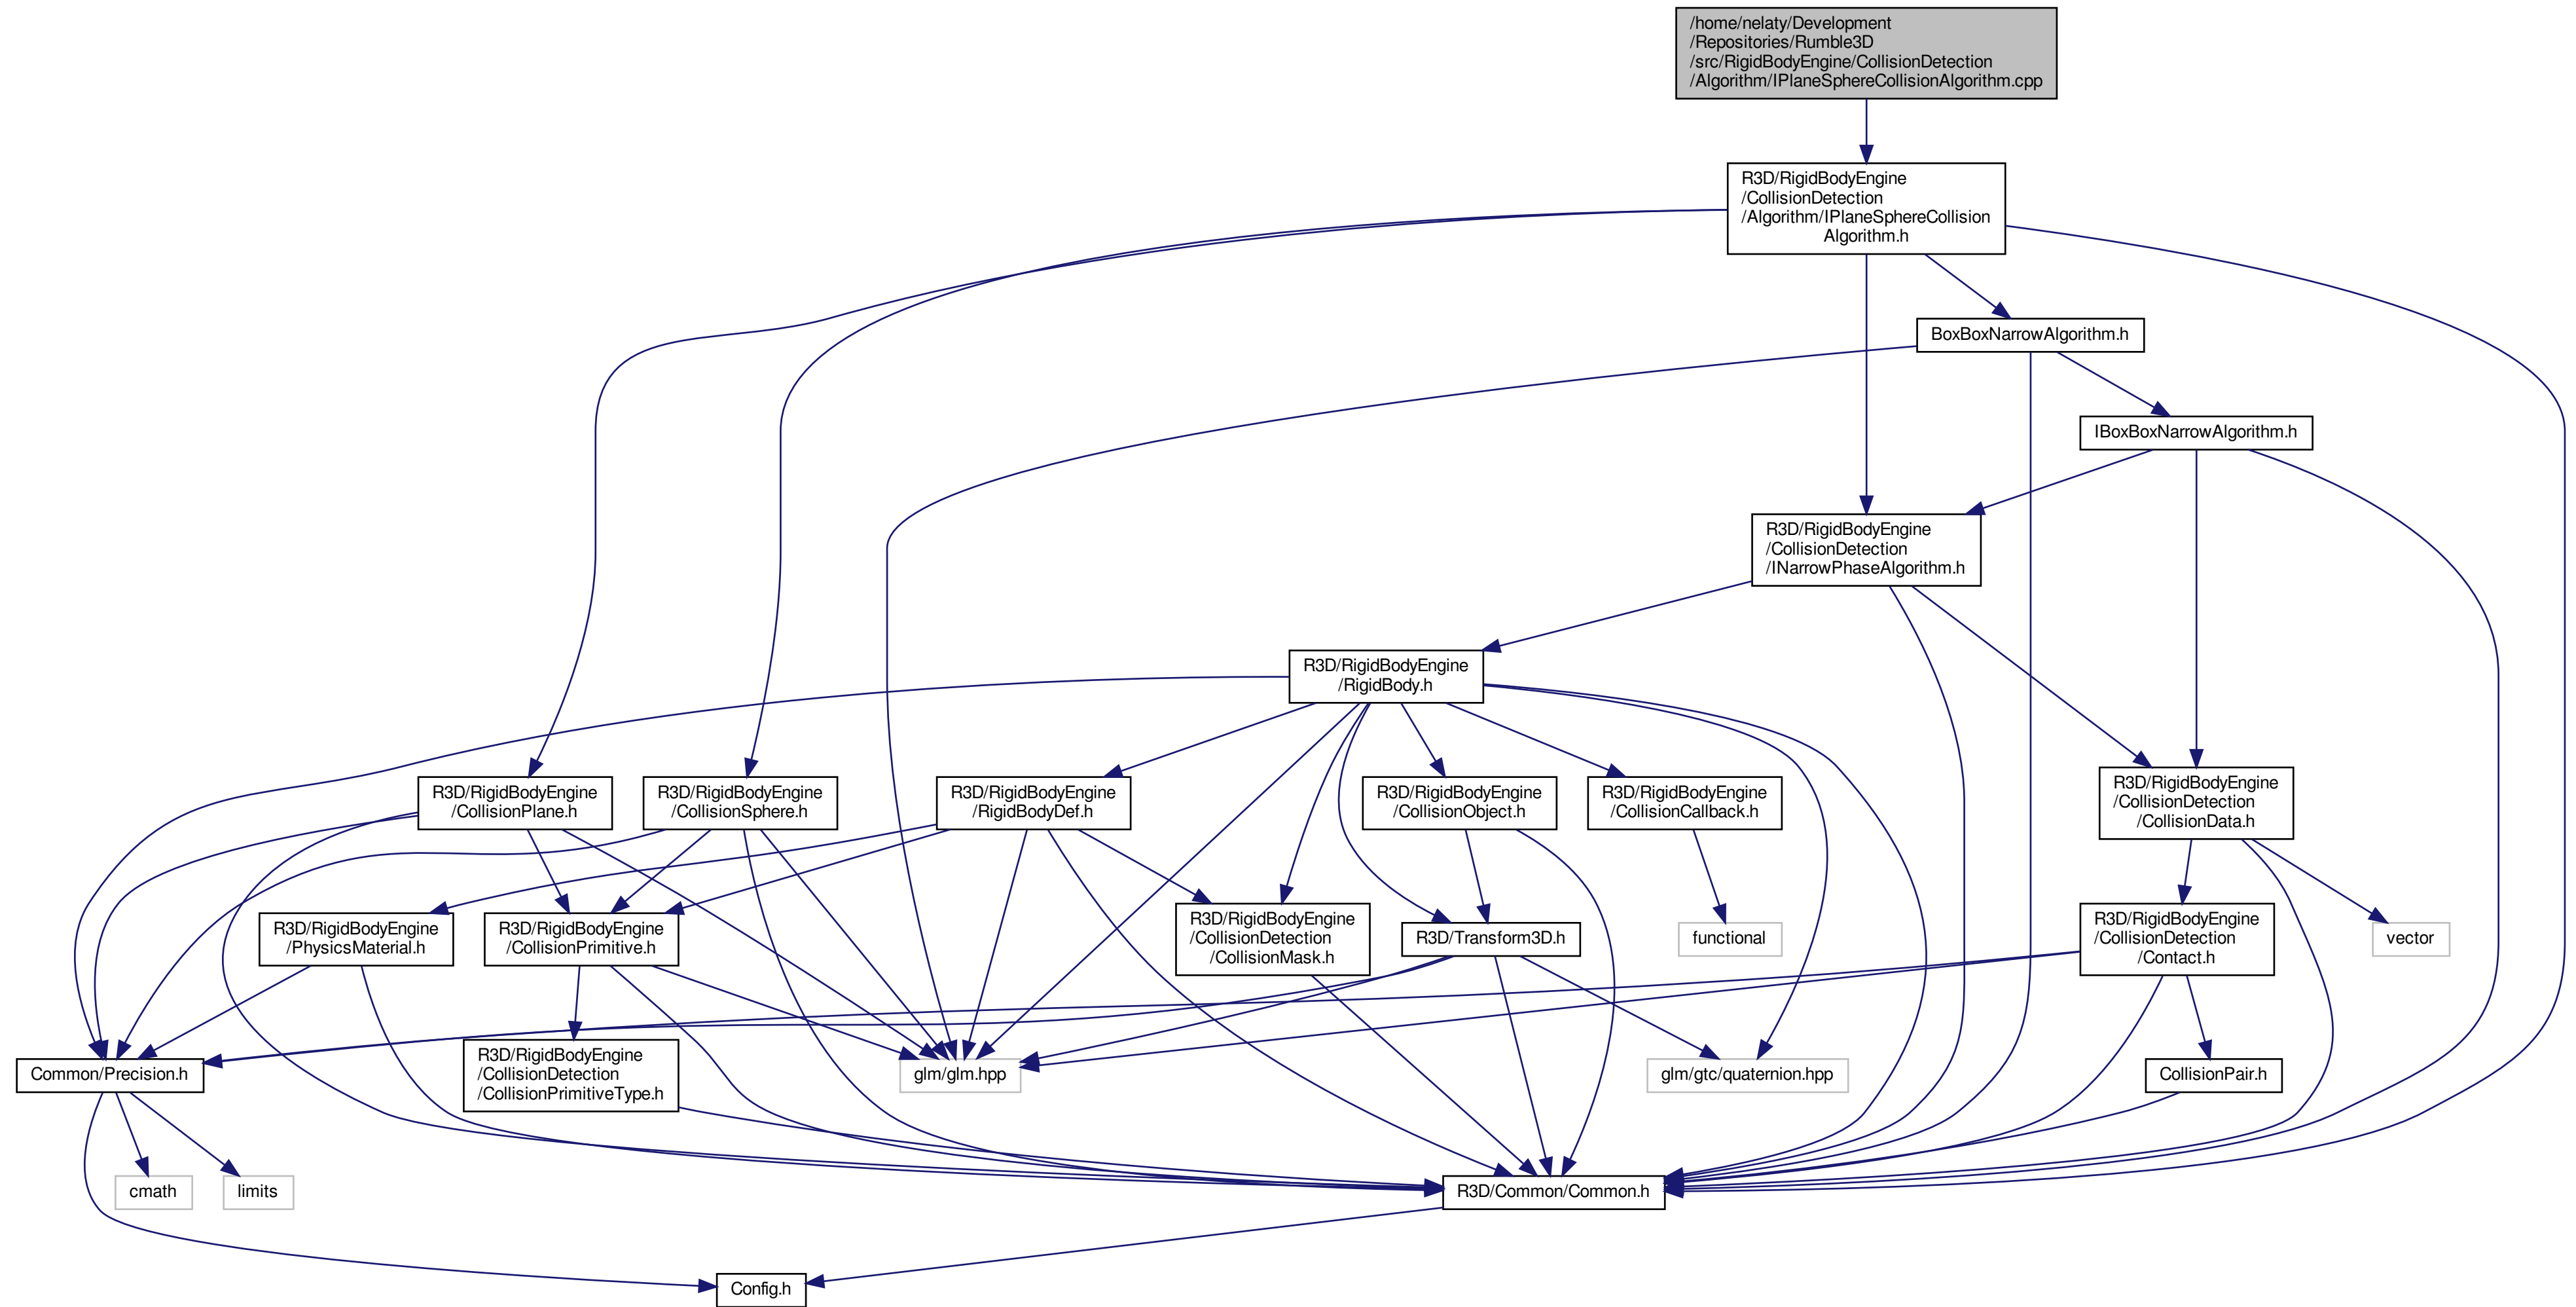 /home/nelaty/Development
/Repositories/Rumble3D
/src/RigidBodyEngine/CollisionDetection
/Algorithm/IPlaneSphereCollisionAlgorithm.cpp
R3D/RigidBodyEngine
/CollisionDetection
/Algorithm/IPlaneSphereCollision
Algorithm.h
BoxBoxNarrowAlgorithm.h
IBoxBoxNarrowAlgorithm.h
R3D/RigidBodyEngine
/CollisionDetection
/INarrowPhaseAlgorithm.h
R3D/RigidBodyEngine
/RigidBody.h
R3D/RigidBodyEngine
/CollisionPlane.h
R3D/RigidBodyEngine
/CollisionSphere.h
R3D/RigidBodyEngine
/RigidBodyDef.h
R3D/RigidBodyEngine
/CollisionObject.h
R3D/RigidBodyEngine
/CollisionCallback.h
R3D/RigidBodyEngine
/CollisionDetection
/CollisionData.h
R3D/RigidBodyEngine
/PhysicsMaterial.h
R3D/RigidBodyEngine
/CollisionPrimitive.h
R3D/RigidBodyEngine
/CollisionDetection
/CollisionMask.h
R3D/Transform3D.h
functional
R3D/RigidBodyEngine
/CollisionDetection
/Contact.h
vector
Common/Precision.h
R3D/RigidBodyEngine
/CollisionDetection
/CollisionPrimitiveType.h
glm/glm.hpp
glm/gtc/quaternion.hpp
CollisionPair.h
cmath
limits
R3D/Common/Common.h
Config.h